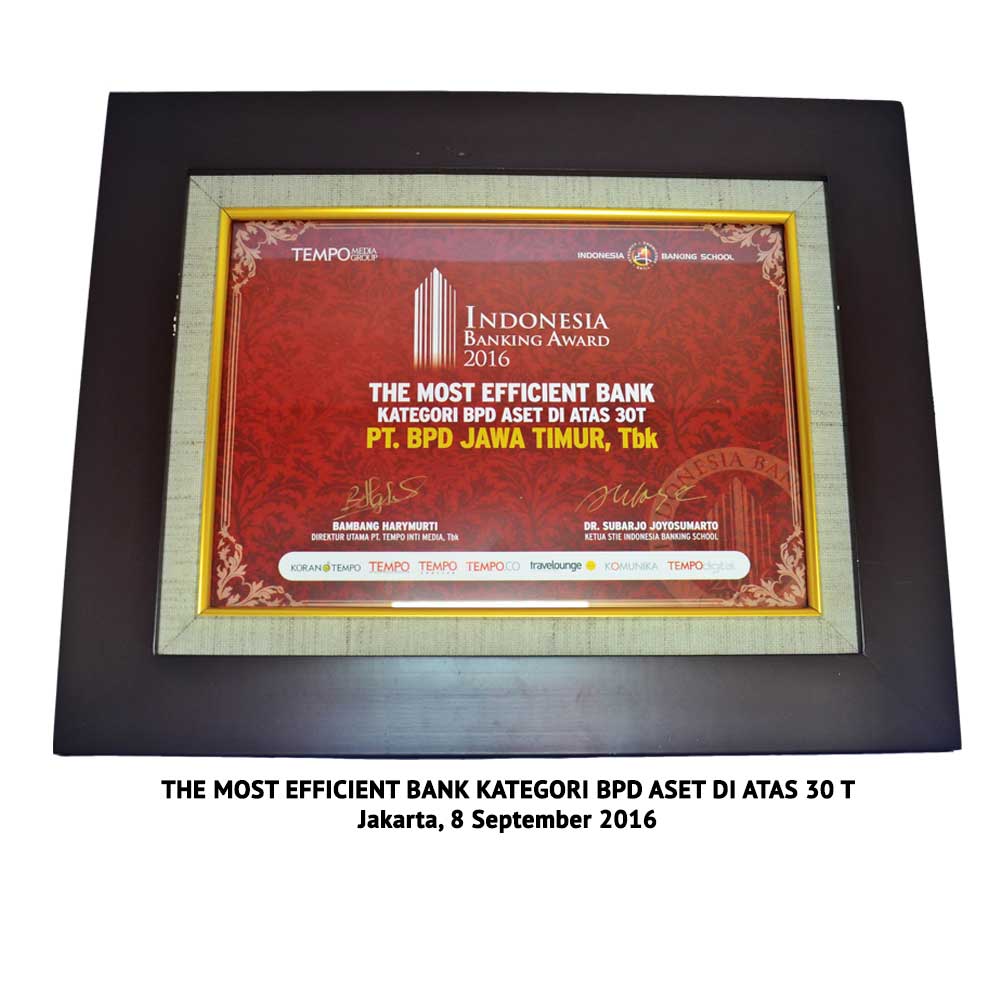 TEMPO MEDIA GROUP
INDONESIA BANKING SCHOOL
INDONESIA
BANKING AWARD
2016
THE MOST EFFICIENT BANK
KATEGORI BPD ASET DI ATAS 30T
PT. BPD JAWA TIMUR, Tbk
BAMBANG HARYMURTI
DIREKTUR UTAMA PT. TEMPO INTI MEDIA, Tbk
DR. SUBARJO JOYOSUMARTO
KETUA STIE INDONESIA BANKING SCHOOL
KORAN TEMPO TEMPO TEMPO TEMPO.CO travelounge KOMUNIKA TEMPOdigital
THE MOST EFFICIENT BANK KATEGORI BPD ASET DI ATAS 30 T
Jakarta, 8 September 2016